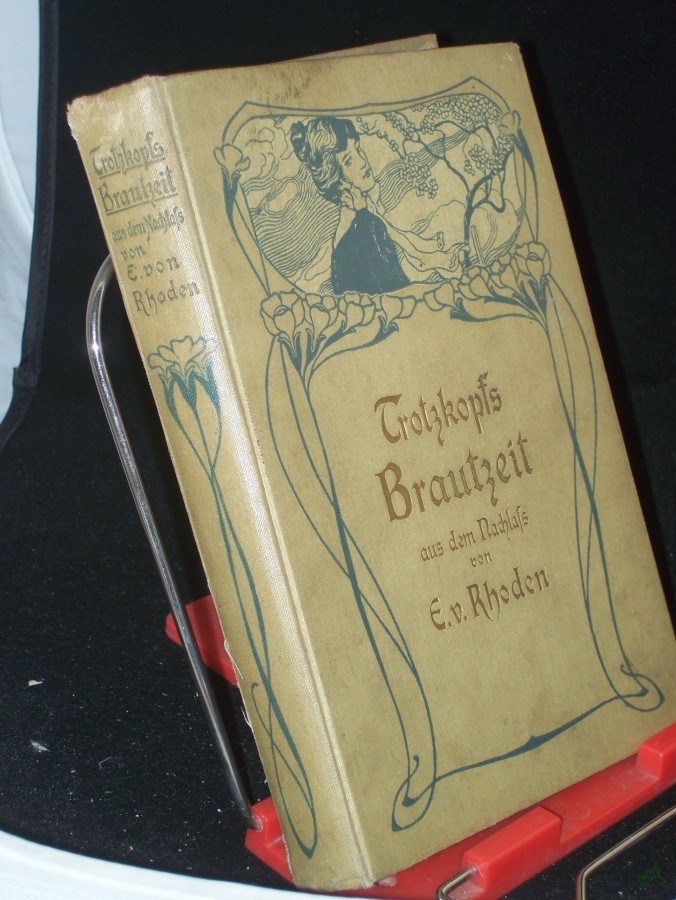 Trotzkopfs
Brautzeit
aus dem Nachlass
von
E. von
Rhoden
Trotzkopfs
Brautzeit
aus dem Nachlaſs
von
E. v. Rhoden